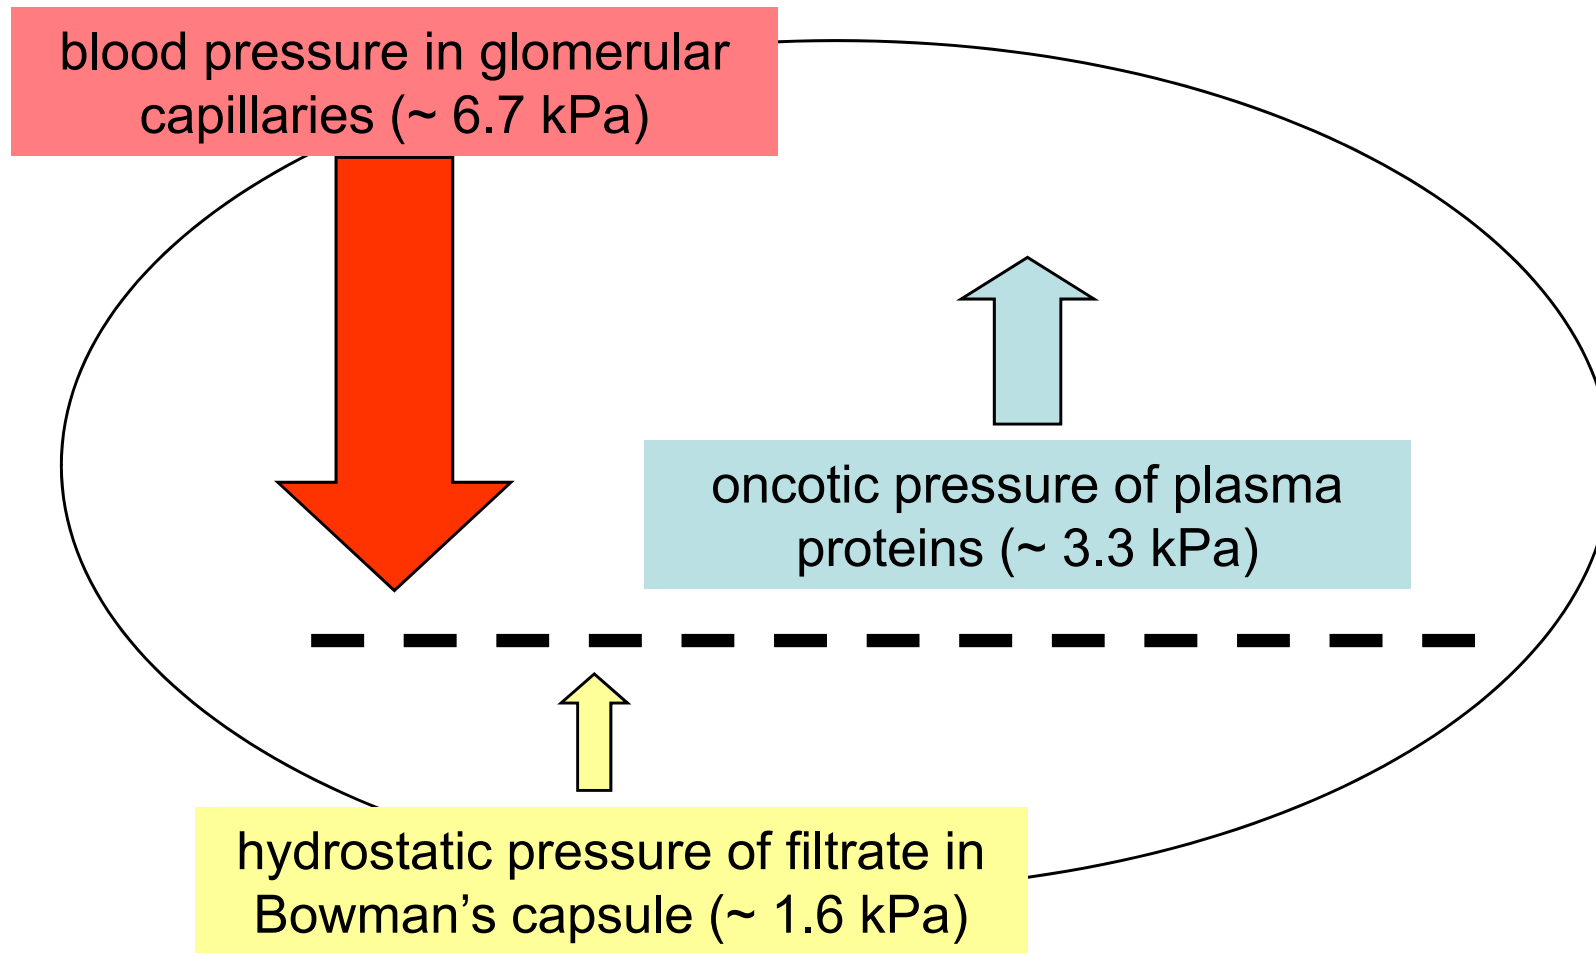 blood pressure in glomerular
capillaries (~ 6.7 kPa)
oncotic pressure of plasma
proteins (~ 3.3 kPa)
hydrostatic pressure of filtrate in
Bowman’s capsule (~ 1.6 kPa)